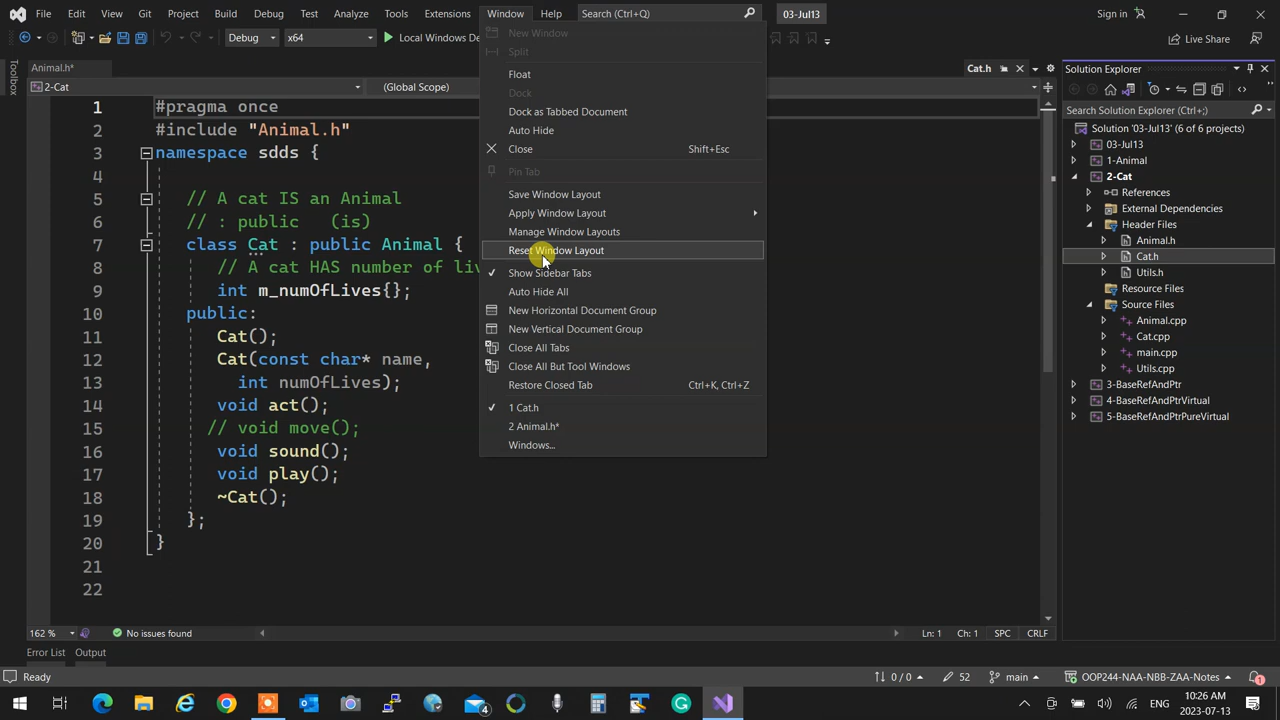 File Edit View Git Project Build Debug Test Analyze Tools Extensions Window Help Search (Ctrl+Q) 03-Jul13 Sign in
Debug x64 Local Windows De Live Share
Toolbox
Animal.h* Cat.h
2-Cat (Global Scope)
1 #pragma once
2 #include "Animal.h"
3 namespace sdds {
4
5 // A cat IS an Animal
6 // : public (is)
7 class Cat : public Animal {
8 // A cat HAS number of liv
9 int m_numOfLives{};
10 public:
11 Cat();
12 Cat(const char* name,
13 int numOfLives);
14 void act();
15 // void move();
16 void sound();
17 void play();
18 ~Cat();
19 };
20 }
21
22
New Window
Split
Float
Dock
Dock as Tabbed Document
Auto Hide
Close Shift+Esc
Pin Tab
Save Window Layout
Apply Window Layout
Manage Window Layouts
Reset Window Layout
Show Sidebar Tabs
Auto Hide All
New Horizontal Document Group
New Vertical Document Group
Close All Tabs
Close All But Tool Windows
Restore Closed Tab Ctrl+K, Ctrl+Z
1 Cat.h
2 Animal.h*
Windows...
Solution Explorer
Search Solution Explorer (Ctrl+;)
Solution '03-Jul13' (6 of 6 projects)
03-Jul13
1-Animal
2-Cat
References
External Dependencies
Header Files
Animal.h
Cat.h
Utils.h
Resource Files
Source Files
Animal.cpp
Cat.cpp
main.cpp
Utils.cpp
3-BaseRefAndPtr
4-BaseRefAndPtrVirtual
5-BaseRefAndPtrPureVirtual
162 % No issues found Ln: 1 Ch: 1 SPC CRLF
Error List Output
Ready 0 / 0 52 main OOP244-NAA-NBB-ZAA-Notes 1
4
ENG
10:26 AM
2023-07-13